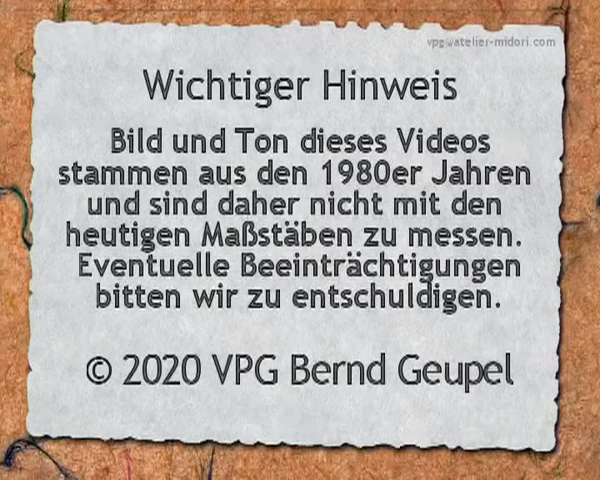 vpg@atelier-midori.com
Wichtiger Hinweis
Bild und Ton dieses Videos
stammen aus den 1980er Jahren
und sind daher nicht mit den
heutigen Maßstäben zu messen.
Eventuelle Beeinträchtigungen
bitten wir zu entschuldigen.
© 2020 VPG Bernd Geupel